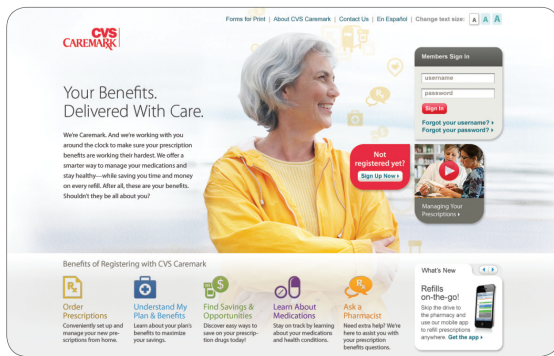 Forms for Print | About CVS Caremark | Contact Us | En Español | Change text size: A A A
CVS
CAREMARK
Members Sign In
username
password
Sign In
Forgot your username?
Forgot your password?
Your Benefits.
Delivered With Care.
We're Caremark. And we're working with you
around the clock to make sure your prescription
benefits are working their hardest. We offer a
smarter way to manage your medications and
stay healthy—while saving you time and money
on every refill. After all, these are your benefits.
Shouldn't they be all about you?
Not
registered yet?
Sign Up Now
Managing Your
Prescriptions
Benefits of Registering with CVS Caremark
Rx
Order
Prescriptions
Conveniently set up and
manage your new pre-
scriptions from home.
Understand My
Plan & Benefits
Learn about your plan's
benefits to maximize
your savings.
$
Find Savings &
Opportunities
Discover easy ways to
save on your prescrip-
tion drugs today!
Learn About
Medications
Stay on track by learning
about your medications
and health conditions.
Rx
Ask a
Pharmacist
Need extra help? We're
here to assist you with
your prescription
benefits questions.
What's New
Refills
on-the-go!
Skip the drive to
the pharmacy and
use our mobile app
to refill prescriptions
anywhere. Get the app